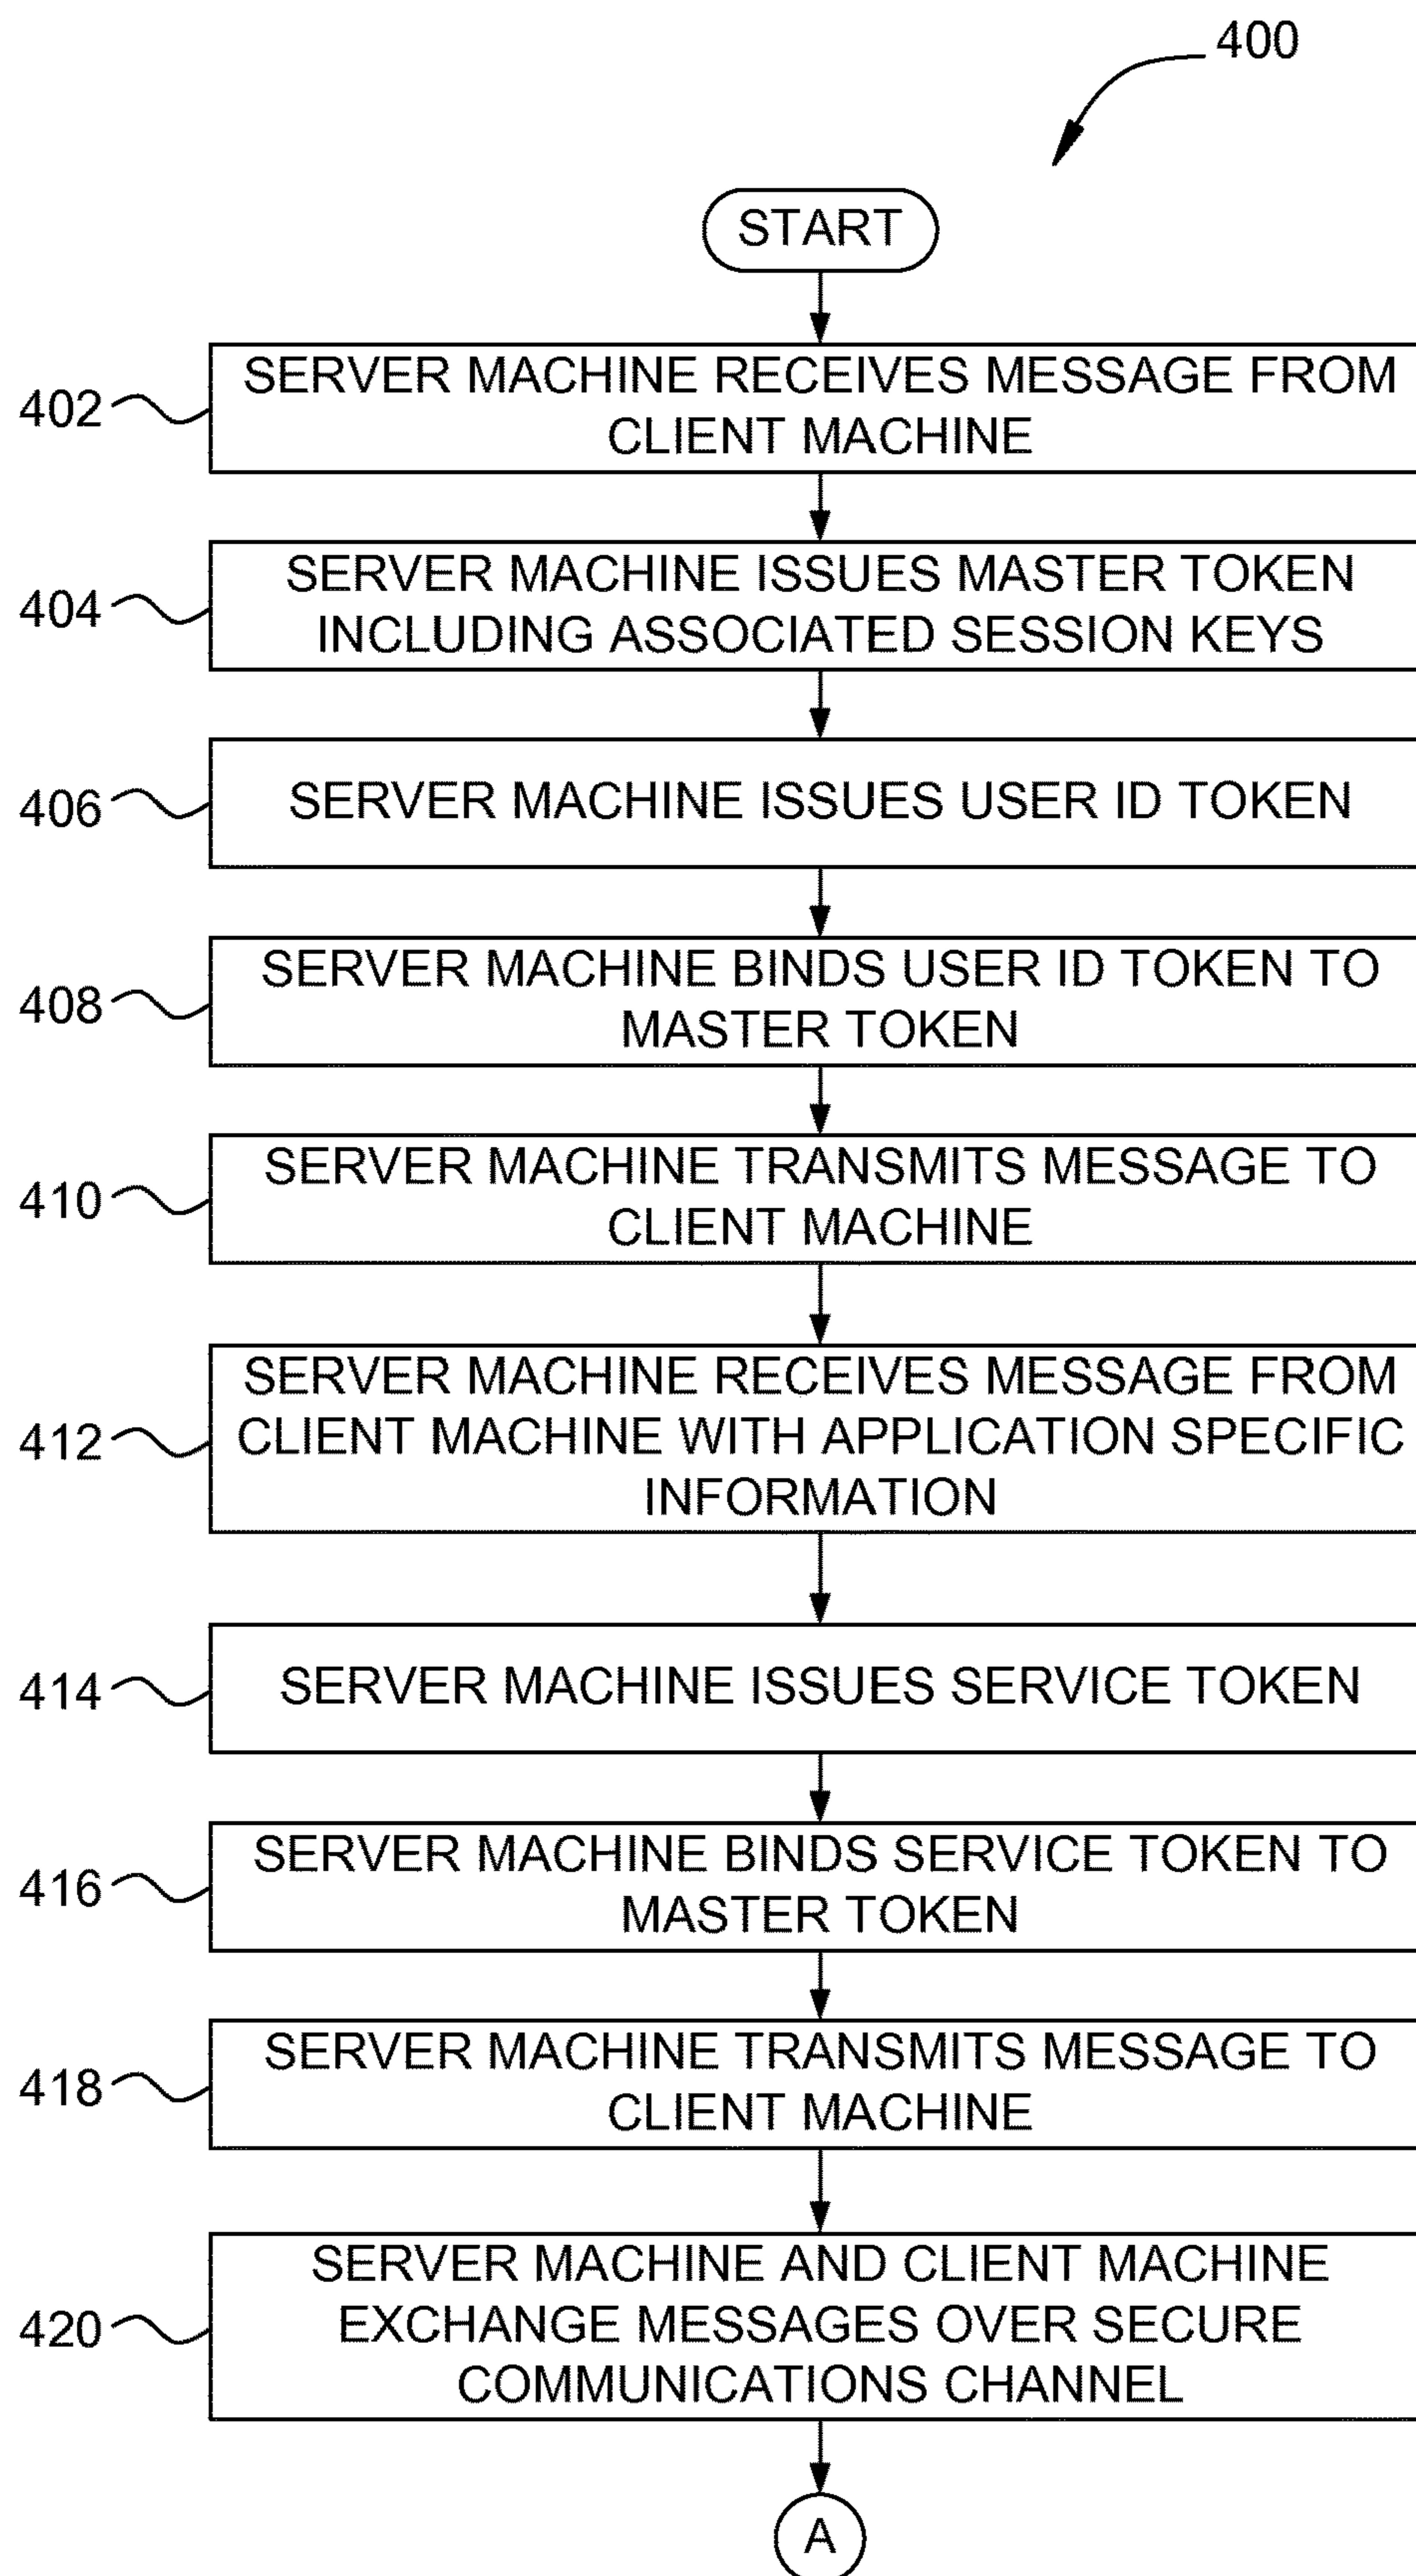 400
START
402
SERVER MACHINE RECEIVES MESSAGE FROM
CLIENT MACHINE
404
SERVER MACHINE ISSUES MASTER TOKEN
INCLUDING ASSOCIATED SESSION KEYS
406
SERVER MACHINE ISSUES USER ID TOKEN
408
SERVER MACHINE BINDS USER ID TOKEN TO
MASTER TOKEN
410
SERVER MACHINE TRANSMITS MESSAGE TO
CLIENT MACHINE
412
SERVER MACHINE RECEIVES MESSAGE FROM
CLIENT MACHINE WITH APPLICATION SPECIFIC
INFORMATION
414
SERVER MACHINE ISSUES SERVICE TOKEN
416
SERVER MACHINE BINDS SERVICE TOKEN TO
MASTER TOKEN
418
SERVER MACHINE TRANSMITS MESSAGE TO
CLIENT MACHINE
420
SERVER MACHINE AND CLIENT MACHINE
EXCHANGE MESSAGES OVER SECURE
COMMUNICATIONS CHANNEL
A